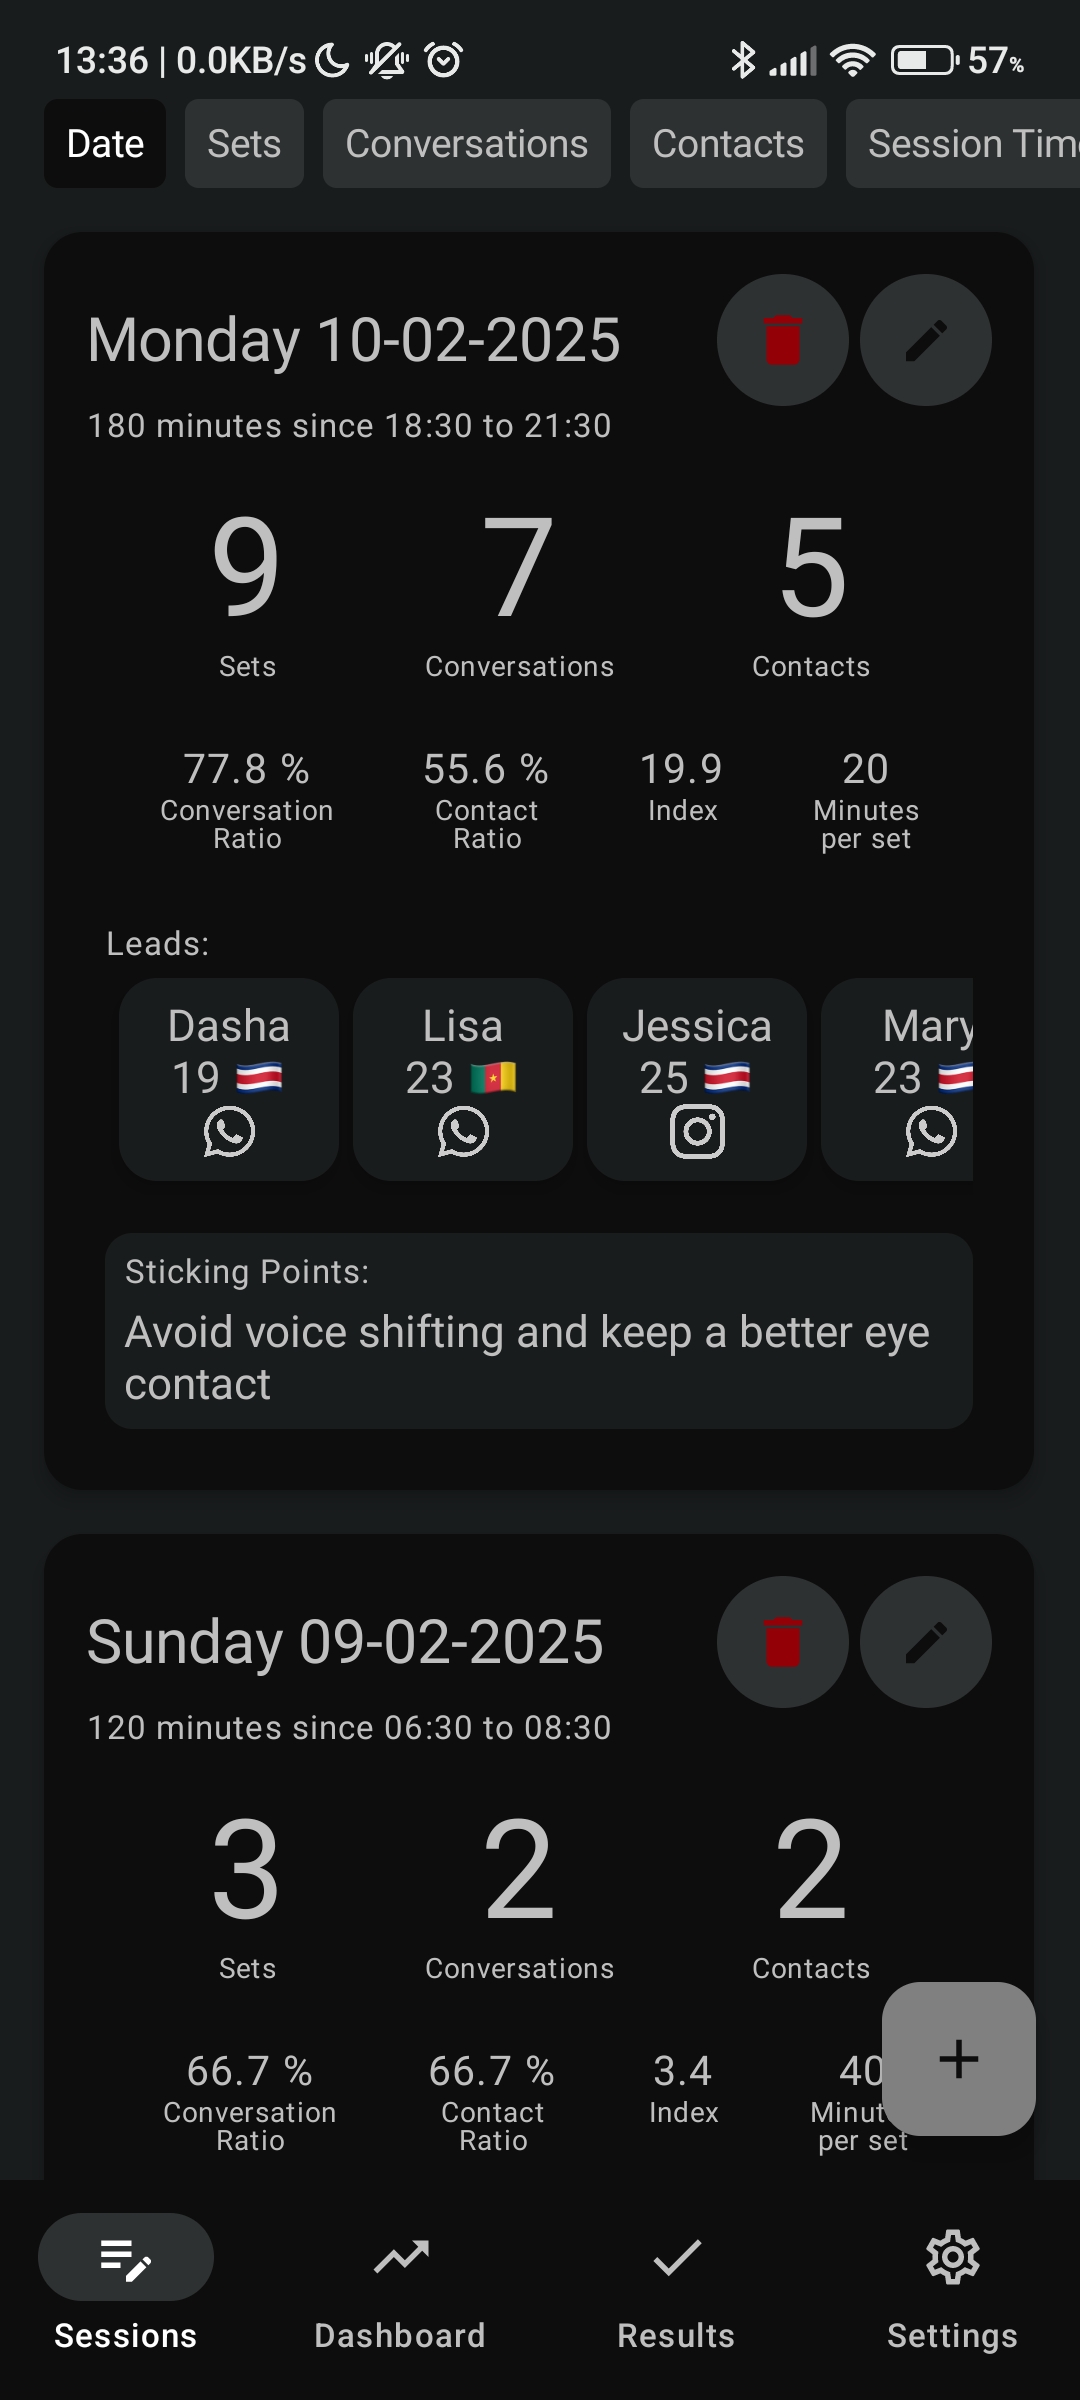 13:36 | 0.0KB/s 57%
Date Sets Conversations Contacts Session Tim
Monday 10-02-2025
180 minutes since 18:30 to 21:30
9 7 5
Sets Conversations Contacts
77.8 % 55.6 % 19.9 20
Conversation Contact Index Minutes
Ratio Ratio per set
Leads:
Dasha Lisa Jessica Mary
19 23 25 23
Sticking Points:
Avoid voice shifting and keep a better eye
contact
Sunday 09-02-2025
120 minutes since 06:30 to 08:30
3 2 2
Sets Conversations Contacts
66.7 % 66.7 % 3.4 40
Conversation Contact Index Minut
Ratio Ratio per set
+
Sessions Dashboard Results Settings